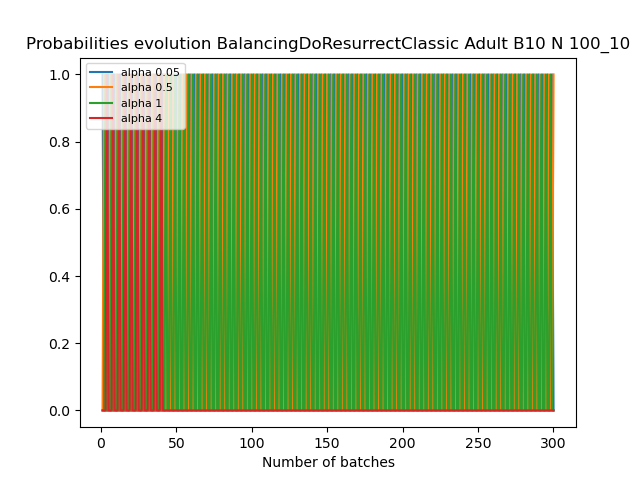 Probabilities evolution BalancingDoResurrectClassic Adult B10 N 100_10
alpha 0.05
alpha 0.5
alpha 1
alpha 4
1.0
0.8
0.6
0.4
0.2
0.0
0 50 100 150 200 250 300
Number of batches